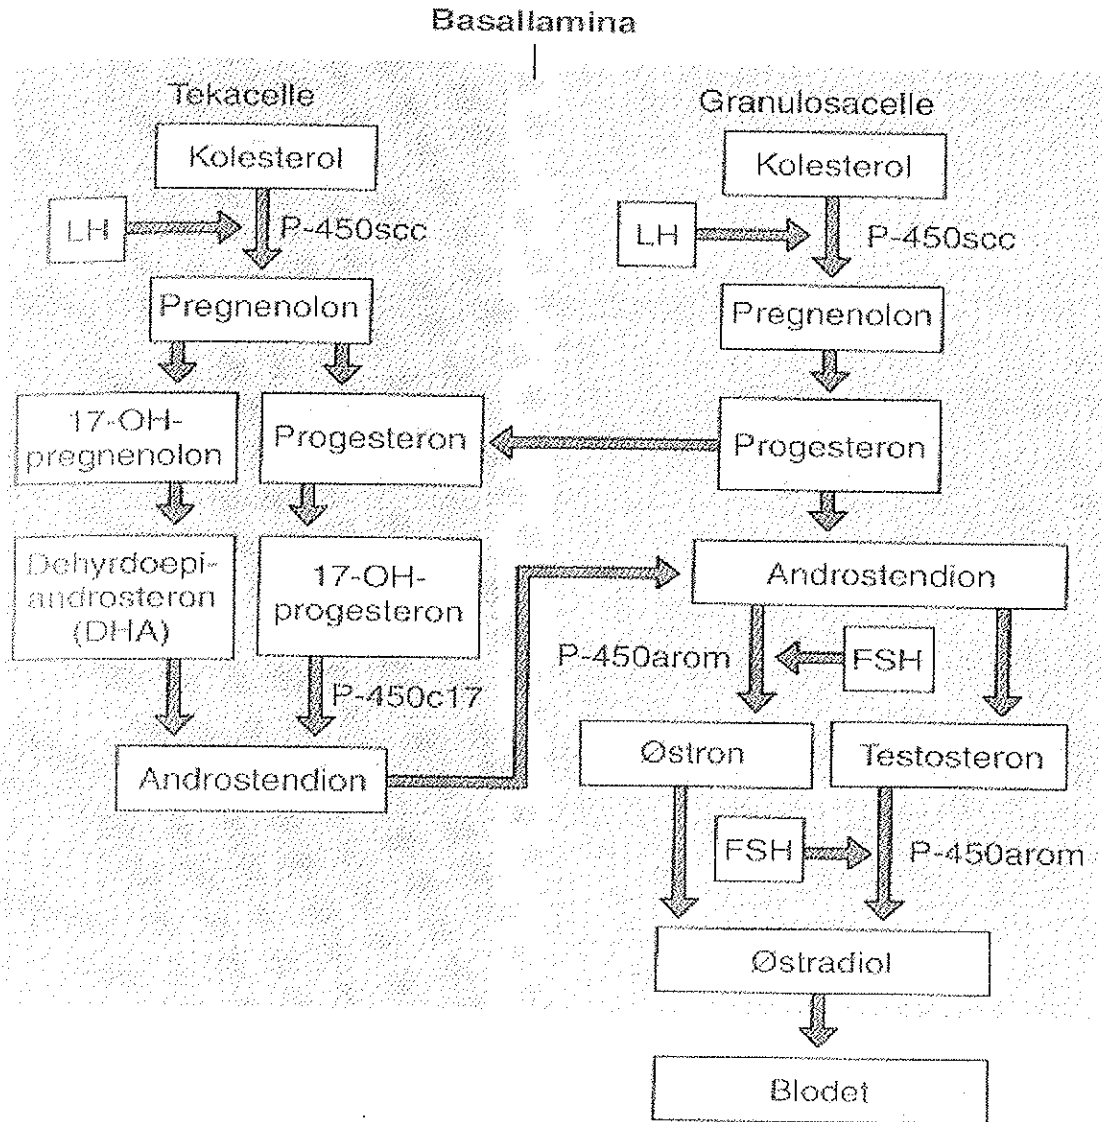 Basallamina
Tekacelle
Kolesterol
LH
P-450scc
Pregnenolon
17-OH-
pregnenolon
Progesteron
Dehyrdoepi-
androsteron
(DHA)
17-OH-
progesteron
P-450c17
Androstendion
Granulosacelle
Kolesterol
LH
P-450scc
Pregnenolon
Progesteron
Androstendion
P-450arom
FSH
Østron
Testosteron
FSH
P-450arom
Østradiol
Blodet